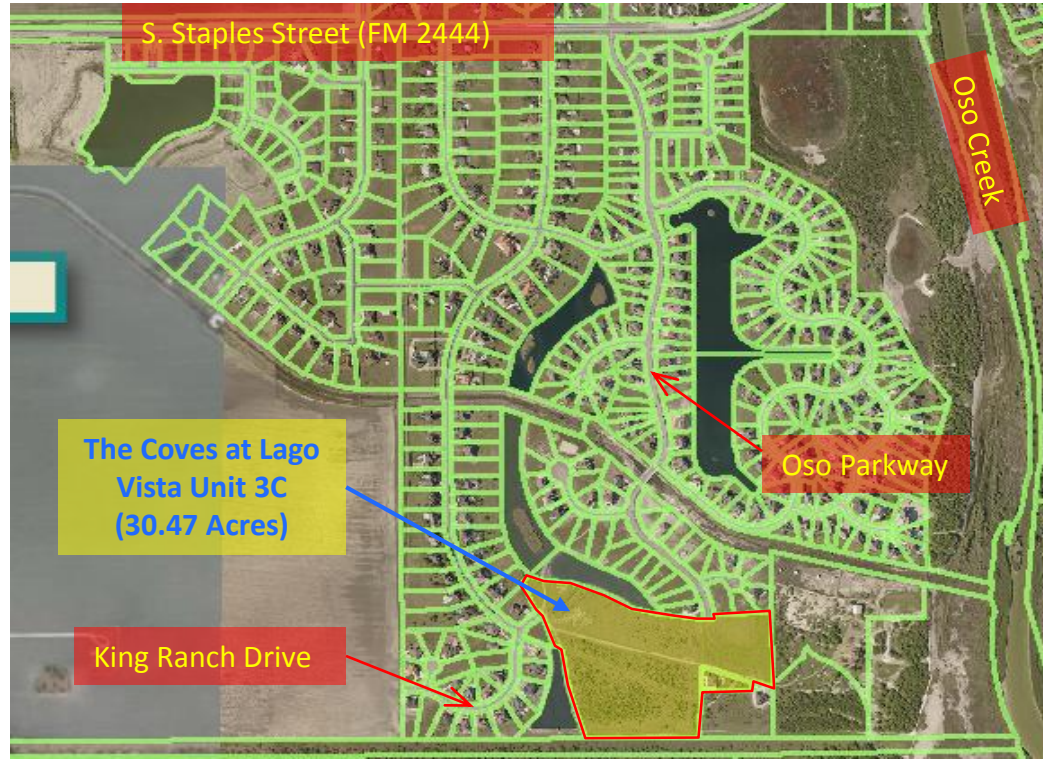 S. Staples Street (FM 2444)
Oso Creek
The Coves at Lago
Vista Unit 3C
(30.47 Acres)
Oso Parkway
King Ranch Drive